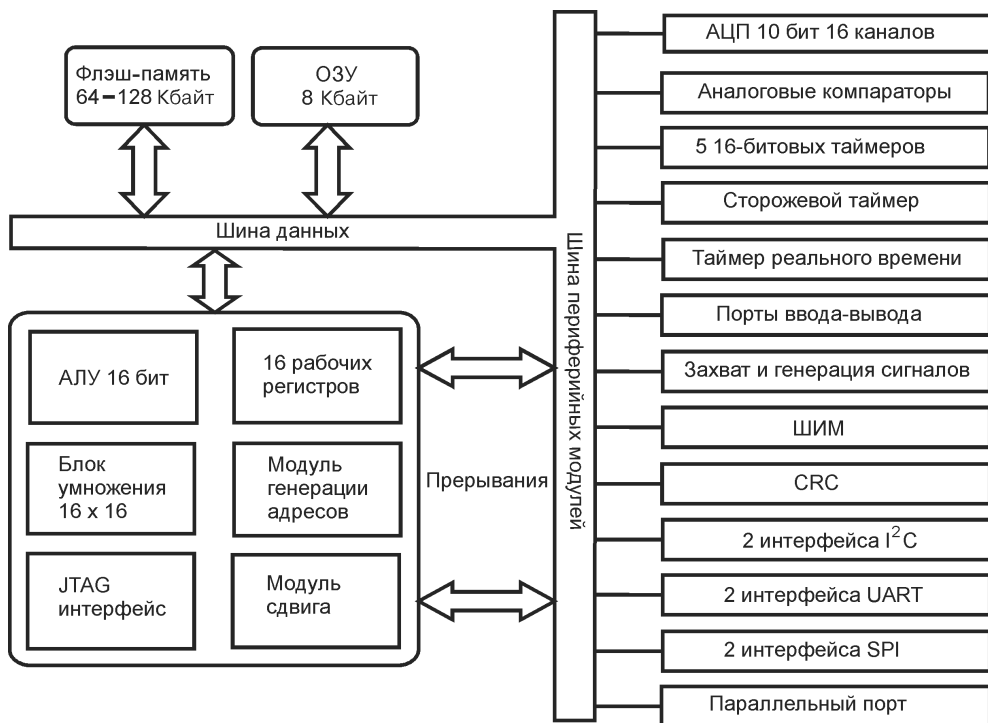 Флэш-память
64–128 Кбайт
ОЗУ
8 Кбайт
Шина данных
АЛУ 16 бит
16 рабочих
регистров
Блок
умножения
16 x 16
Модуль
генерации
адресов
JTAG
интерфейс
Модуль
сдвига
Прерывания
Шина периферийных модулей
АЦП 10 бит 16 каналов
Аналоговые компараторы
5 16-битовых таймеров
Сторожевой таймер
Таймер реального времени
Порты ввода-вывода
Захват и генерация сигналов
ШИМ
CRC
2 интерфейса I²C
2 интерфейса UART
2 интерфейса SPI
Параллельный порт